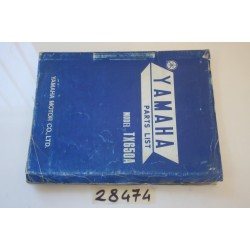 YAMAHA
PARTS LIST
MODEL TX650A
YAMAHA MOTOR CO., LTD.
28474